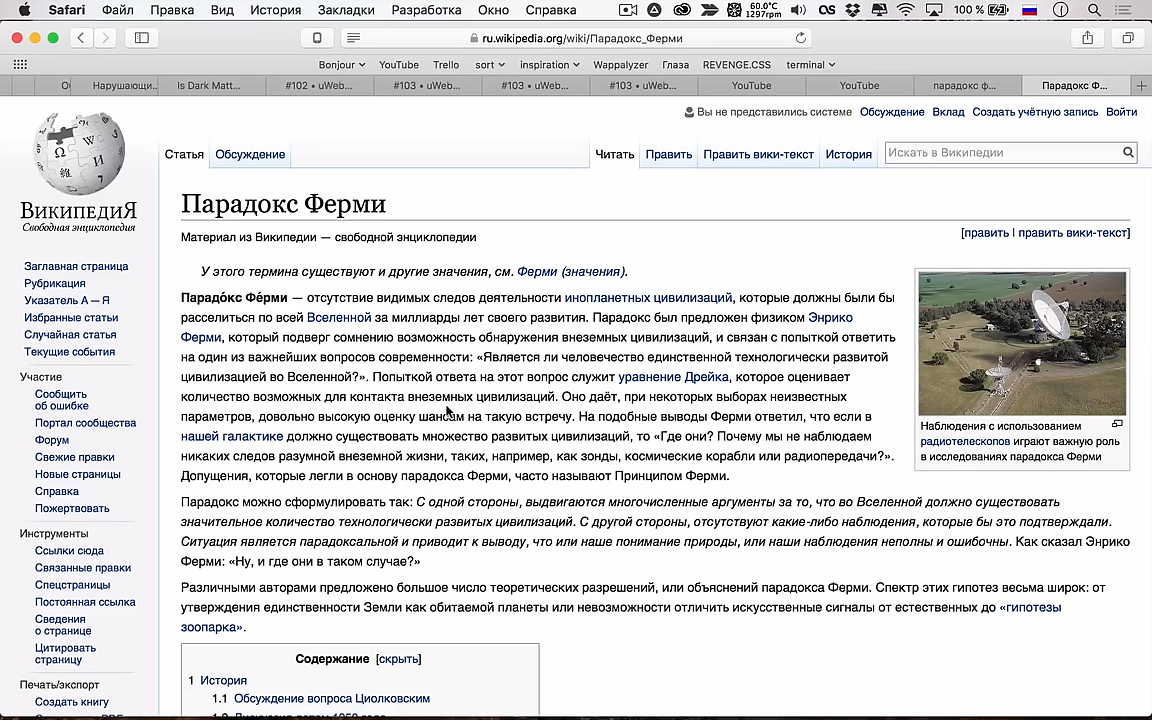 Safari Файл Правка Вид История Закладки Разработка Окно Справка 60.0°C 1297rpm 100 %
ru.wikipedia.org/wiki/Парадокс_Ферми
Bonjour YouTube Trello sort inspiration Wappalyzer Глаза REVENGE.CSS terminal
Нарушающи... Is Dark Matt... #102 • uWeb... #103 • uWeb... #103 • uWeb... #103 • uWeb... YouTube YouTube парадокс ф... Парадокс Ф...
Вы не представились системе Обсуждение Вклад Создать учётную запись Войти
Статья Обсуждение Читать Править Править вики-текст История Искать в Википедии
ВикипедиЯ
Свободная энциклопедия
Заглавная страница
Рубрикация
Указатель А — Я
Избранные статьи
Случайная статья
Текущие события
Участие
Сообщить
об ошибке
Портал сообщества
Форум
Свежие правки
Новые страницы
Справка
Пожертвовать
Инструменты
Ссылки сюда
Связанные правки
Спецстраницы
Постоянная ссылка
Сведения
о странице
Цитировать
страницу
Печать/экспорт
Создать книгу
Парадокс Ферми
Материал из Википедии — свободной энциклопедии
[править | править вики-текст]
У этого термина существуют и другие значения, см. Ферми (значения).
Парадо́кс Фе́рми — отсутствие видимых следов деятельности инопланетных цивилизаций, которые должны были бы
расселиться по всей Вселенной за миллиарды лет своего развития. Парадокс был предложен физиком Энрико
Ферми, который подверг сомнению возможность обнаружения внеземных цивилизаций, и связан с попыткой ответить
на один из важнейших вопросов современности: «Является ли человечество единственной технологически развитой
цивилизацией во Вселенной?». Попыткой ответа на этот вопрос служит уравнение Дрейка, которое оценивает
количество возможных для контакта внеземных цивилизаций. Оно даёт, при некоторых выборах неизвестных
параметров, довольно высокую оценку шансам на такую встречу. На подобные выводы Ферми ответил, что если в
нашей галактике должно существовать множество развитых цивилизаций, то «Где они? Почему мы не наблюдаем
никаких следов разумной внеземной жизни, таких, например, как зонды, космические корабли или радиопередачи?».
Допущения, которые легли в основу парадокса Ферми, часто называют Принципом Ферми.
Наблюдения с использованием
радиотелескопов играют важную роль
в исследованиях парадокса Ферми
Парадокс можно сформулировать так: С одной стороны, выдвигаются многочисленные аргументы за то, что во Вселенной должно существовать
значительное количество технологически развитых цивилизаций. С другой стороны, отсутствуют какие-либо наблюдения, которые бы это подтверждали.
Ситуация является парадоксальной и приводит к выводу, что или наше понимание природы, или наши наблюдения неполны и ошибочны. Как сказал Энрико
Ферми: «Ну, и где они в таком случае?»
Различными авторами предложено большое число теоретических разрешений, или объяснений парадокса Ферми. Спектр этих гипотез весьма широк: от
утверждения единственности Земли как обитаемой планеты или невозможности отличить искусственные сигналы от естественных до «гипотезы
зоопарка».
Содержание [скрыть]
1 История
1.1 Обсуждение вопроса Циолковским